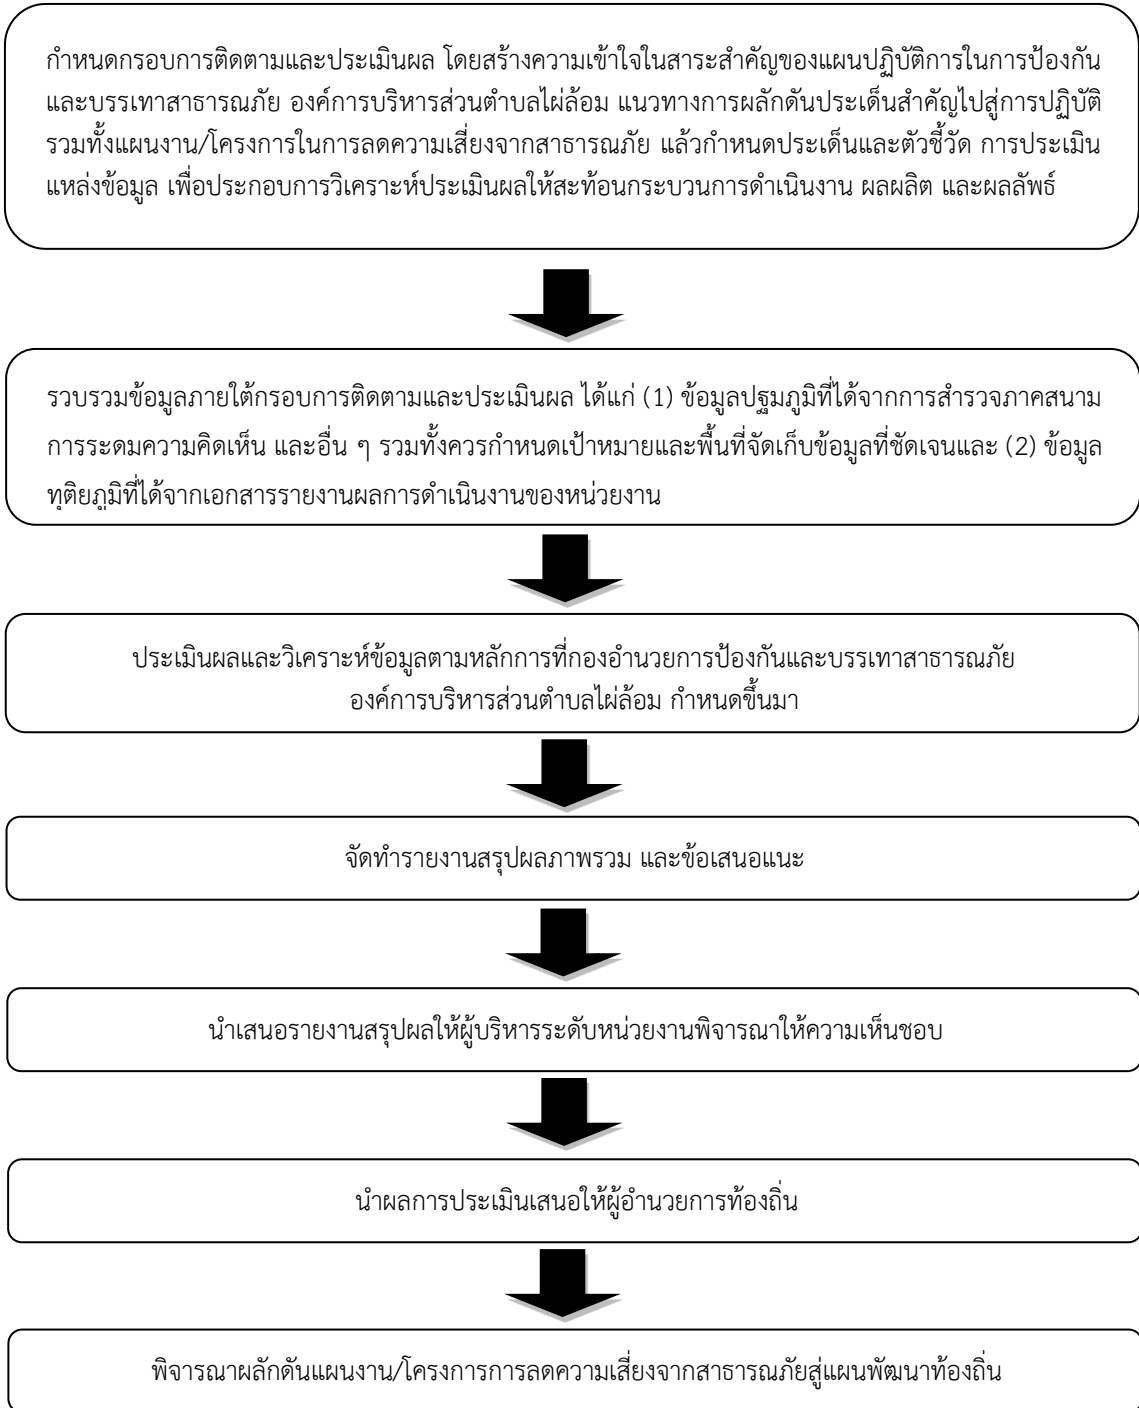 กำหนดกรอบการติดตามและประเมินผล โดยสร้างความเข้าใจในสาระสำคัญของแผนปฏิบัติการในการป้องกัน
และบรรเทาสาธารณภัย องค์การบริหารส่วนตำบลไผ่ล้อม แนวทางการผลักดันประเด็นสำคัญไปสู่การปฏิบัติ
รวมทั้งแผนงาน/โครงการในการลดความเสี่ยงจากสาธารณภัย แล้วกำหนดประเด็นและตัวชี้วัด การประเมิน
แหล่งข้อมูล เพื่อประกอบการวิเคราะห์ประเมินผลให้สะท้อนกระบวนการดำเนินงาน ผลผลิต และผลลัพธ์
รวบรวมข้อมูลภายใต้กรอบการติดตามและประเมินผล ได้แก่ (1) ข้อมูลปฐมภูมิที่ได้จากการสำรวจภาคสนาม
การระดมความคิดเห็น และอื่น ๆ รวมทั้งควรกำหนดเป้าหมายและพื้นที่จัดเก็บข้อมูลที่ชัดเจนและ (2) ข้อมูล
ทุติยภูมิที่ได้จากเอกสารรายงานผลการดำเนินงานของหน่วยงาน
ประเมินผลและวิเคราะห์ข้อมูลตามหลักการที่กองอำนวยการป้องกันและบรรเทาสาธารณภัย
องค์การบริหารส่วนตำบลไผ่ล้อม กำหนดขึ้นมา
จัดทำรายงานสรุปผลภาพรวม และข้อเสนอแนะ
นำเสนอรายงานสรุปผลให้ผู้บริหารระดับหน่วยงานพิจารณาให้ความเห็นชอบ
นำผลการประเมินเสนอให้ผู้อำนวยการท้องถิ่น
พิจารณาผลักดันแผนงาน/โครงการการลดความเสี่ยงจากสาธารณภัยสู่แผนพัฒนาท้องถิ่น